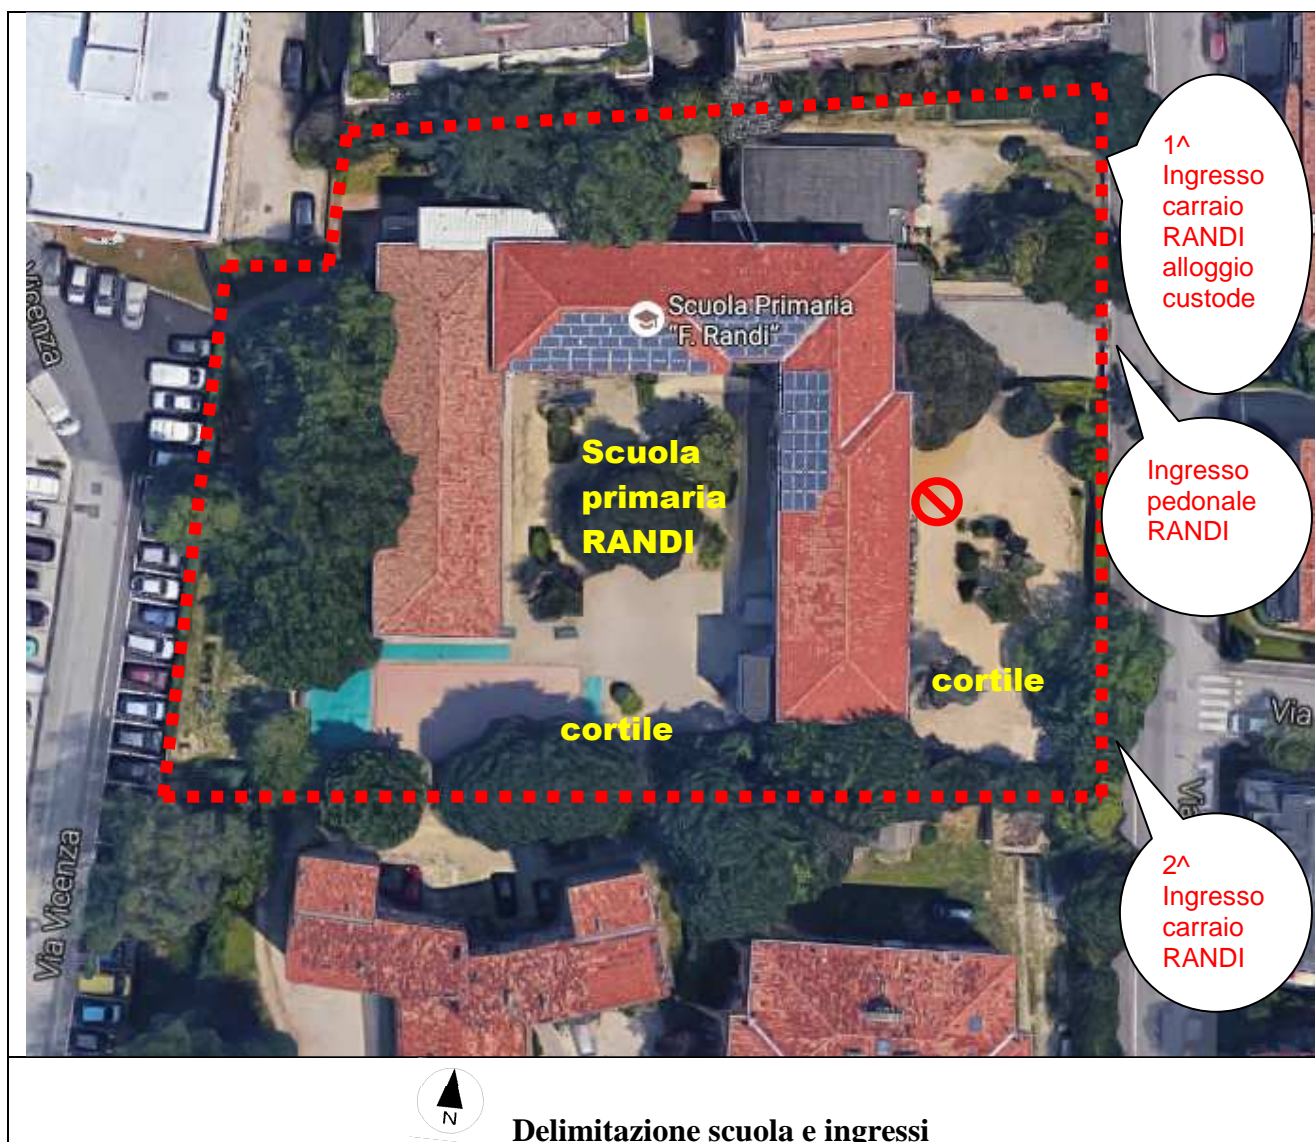 1^
Ingresso
carraio
RANDI
alloggio
custode
Vicenza
Scuola Primaria
"F. Randi"
Scuola
primaria
RANDI
Ingresso
pedonale
RANDI
cortile
cortile
Via
Via
2^
Ingresso
carraio
RANDI
Via Vicenza
N
Delimitazione scuola e ingressi